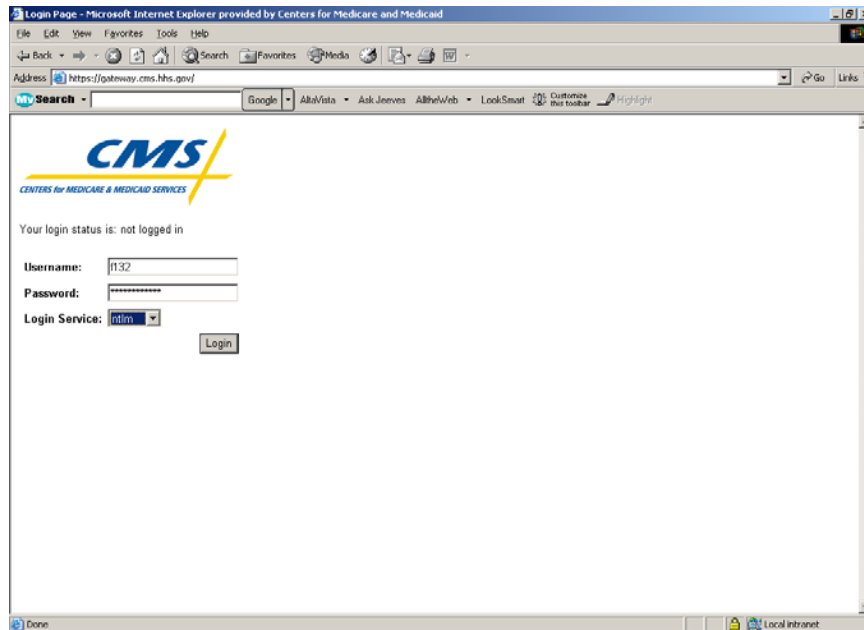 Login Page - Microsoft Internet Explorer provided by Centers for Medicare and Medicaid
File Edit View Favorites Tools Help
Back Search Favorites Media
Address https://gateway.cms.hhs.gov/ Go Links
My Search Google AltaVista Ask Jeeves AlltheWeb LookSmart Customize this toolbar Highlight
CMS
CENTERS for MEDICARE & MEDICAID SERVICES
Your login status is: not logged in
Username: l132
Password: ************
Login Service: ntlm
Login
Done Local intranet